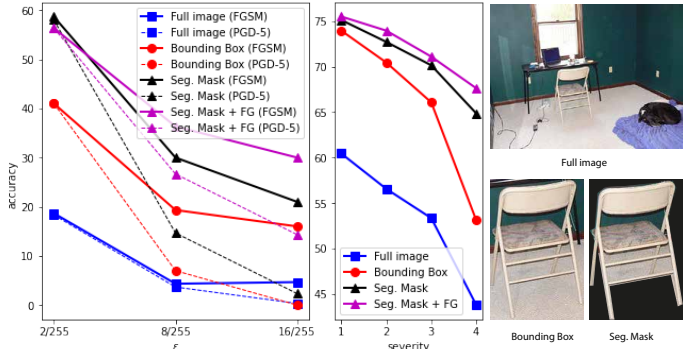 60
50
40
30
20
10
0
accuracy
2/255
8/255
16/255
ε
Full image (FGSM)
Full image (PGD-5)
Bounding Box (FGSM)
Bounding Box (PGD-5)
Seg. Mask (FGSM)
Seg. Mask (PGD-5)
Seg. Mask + FG (FGSM)
Seg. Mask + FG (PGD-5)
75
70
65
60
55
50
45
1 2 3 4
severity
Full image
Bounding Box
Seg. Mask
Seg. Mask + FG
Full image
Bounding Box
Seg. Mask